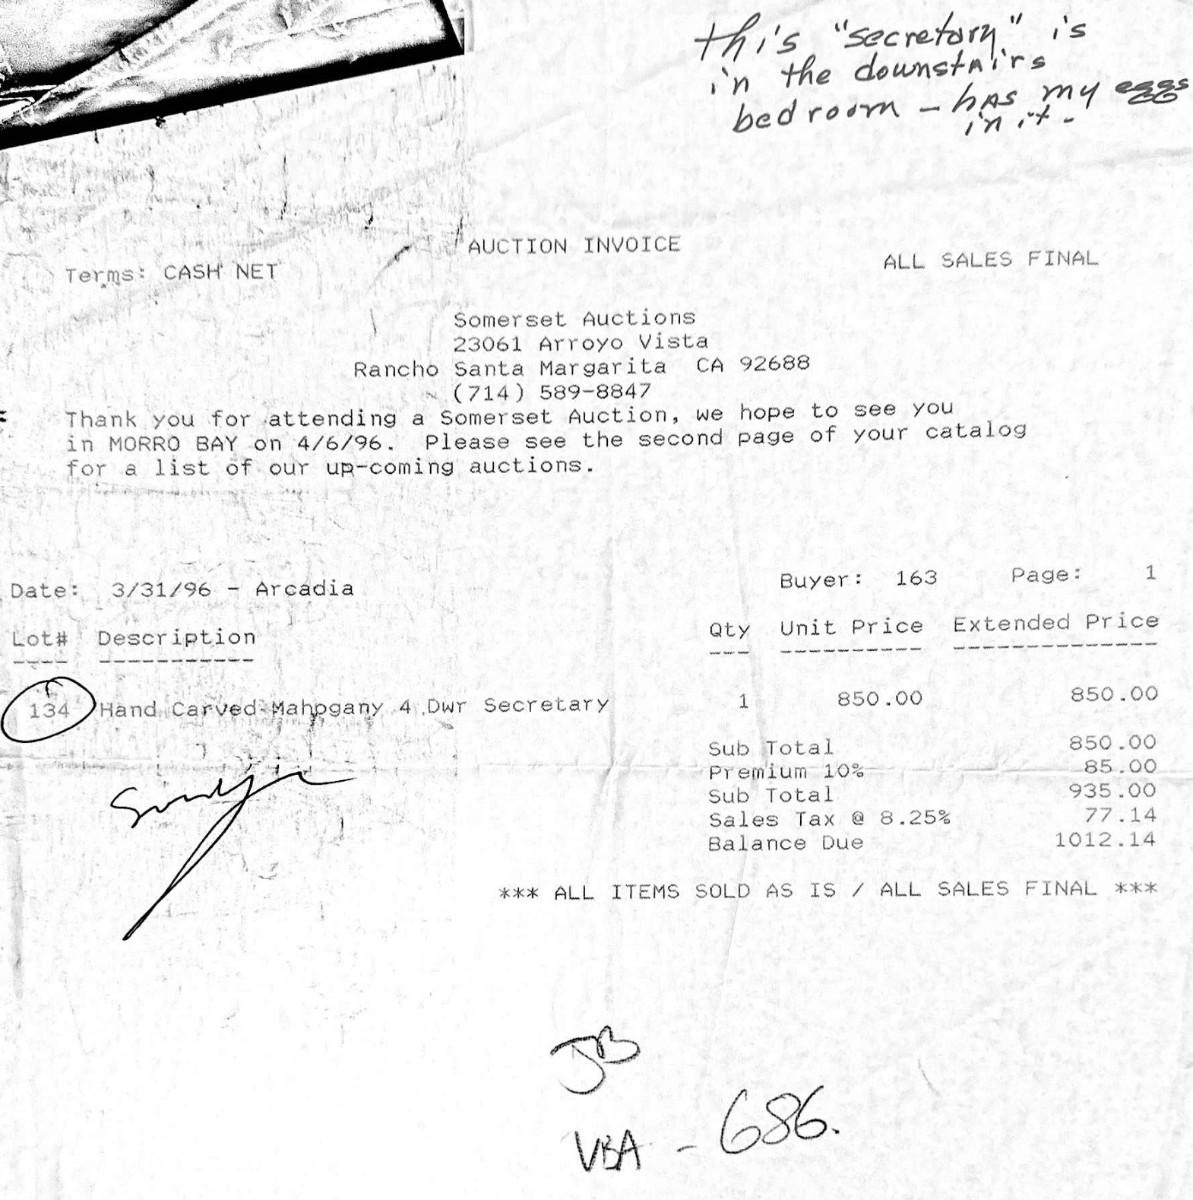 This "secretary" is
in the downstairs
bedroom – has my eggs
in it.
AUCTION INVOICE
Terms: CASH NET
ALL SALES FINAL
Somerset Auctions
23061 Arroyo Vista
Rancho Santa Margarita CA 92688
(714) 589-8847
Thank you for attending a Somerset Auction, we hope to see you
in MORRO BAY on 4/6/96. Please see the second page of your catalog
for a list of our up-coming auctions.
Date: 3/31/96 - Arcadia Buyer: 163 Page: 1
Lot# Description Qty Unit Price Extended Price
134 Hand Carved Mahogany 4 Dwr Secretary 1 850.00 850.00
Sub Total 850.00
Premium 10% 85.00
Sub Total 935.00
Sales Tax @ 8.25% 77.14
Balance Due 1012.14
*** ALL ITEMS SOLD AS IS / ALL SALES FINAL ***
JB
VBA - 686.